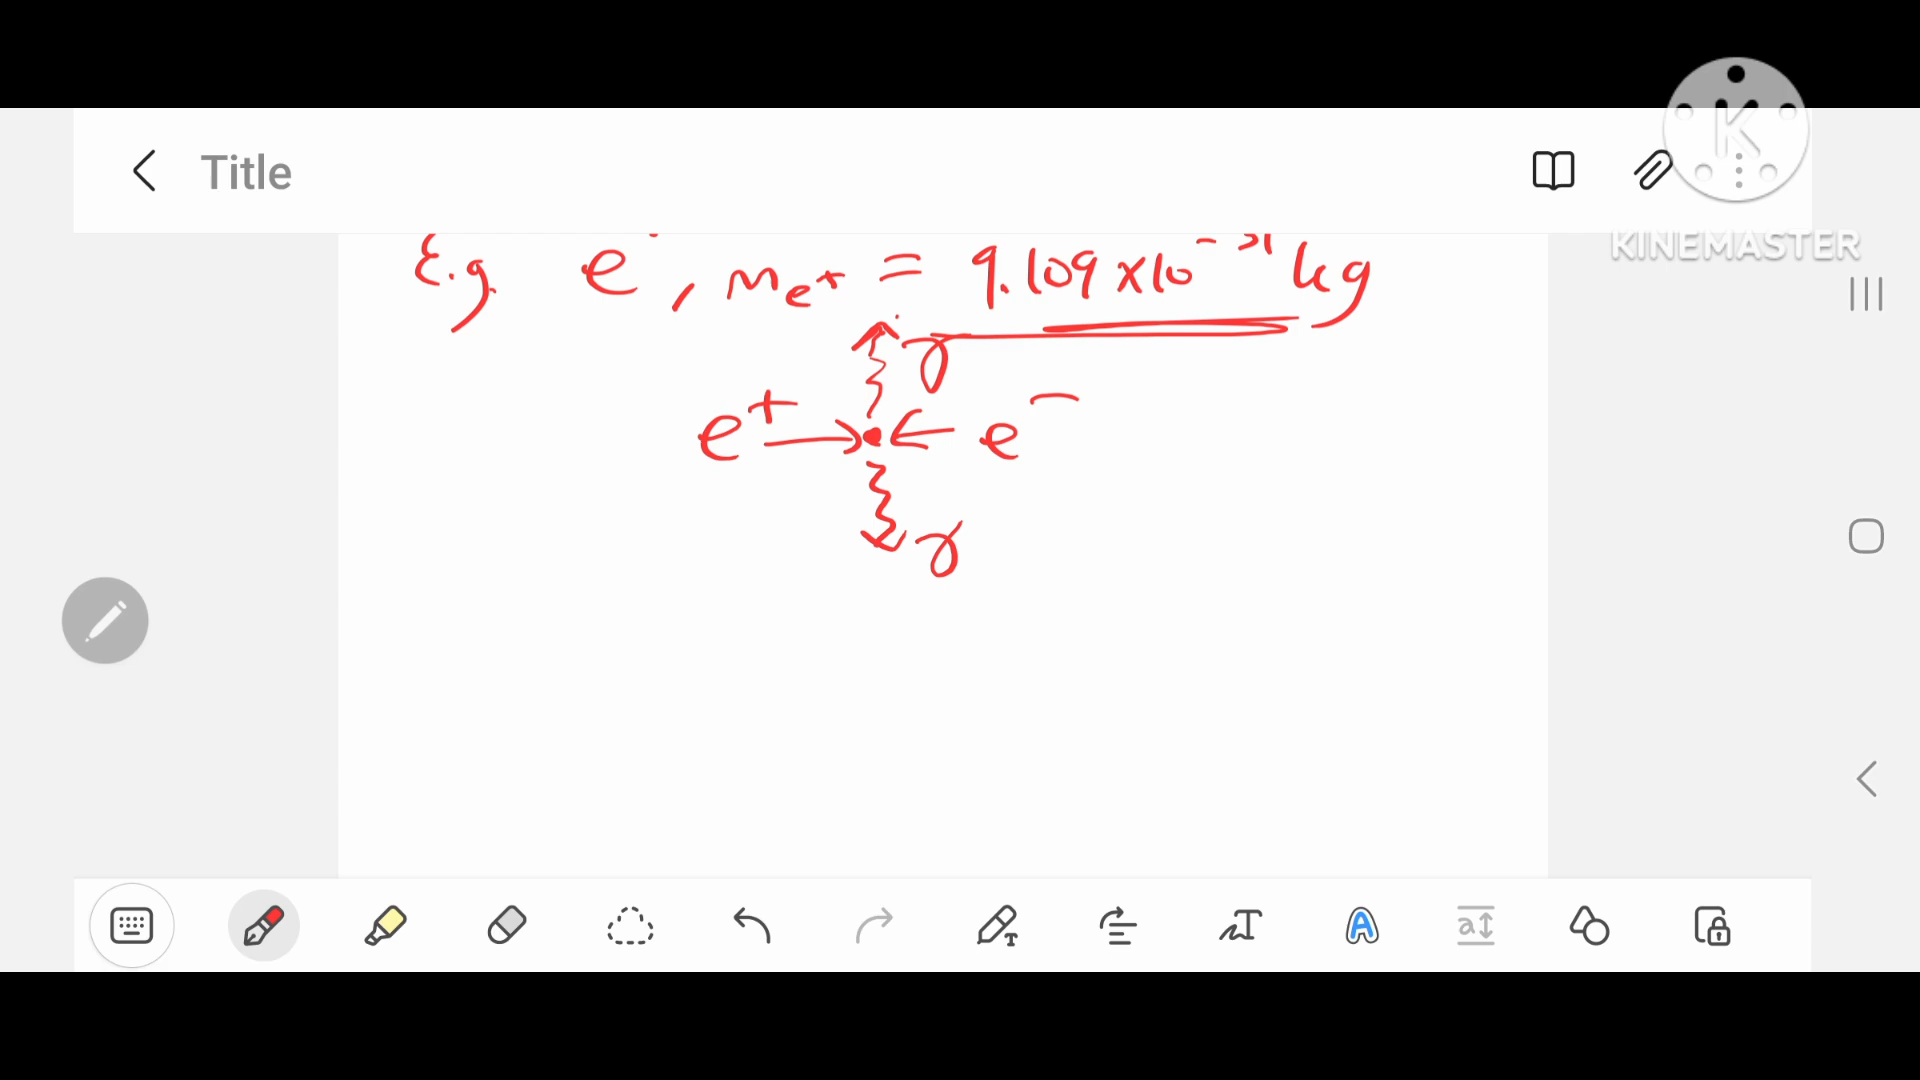 Title
K
KINEMASTER
E.g. e , me+ = 9.109 x10⁻³¹ kg
γ
e⁺ → ← e⁻
γ
T
T
A
a